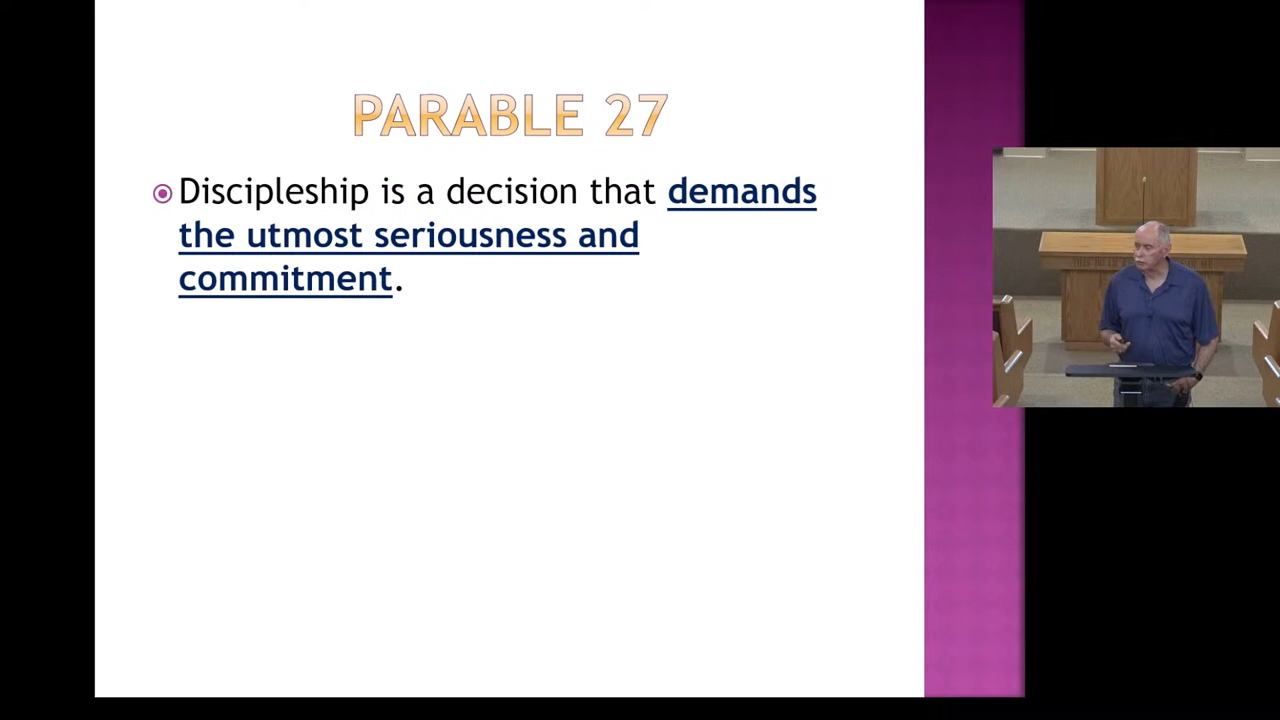 PARABLE 27
Discipleship is a decision that demands
the utmost seriousness and
commitment.